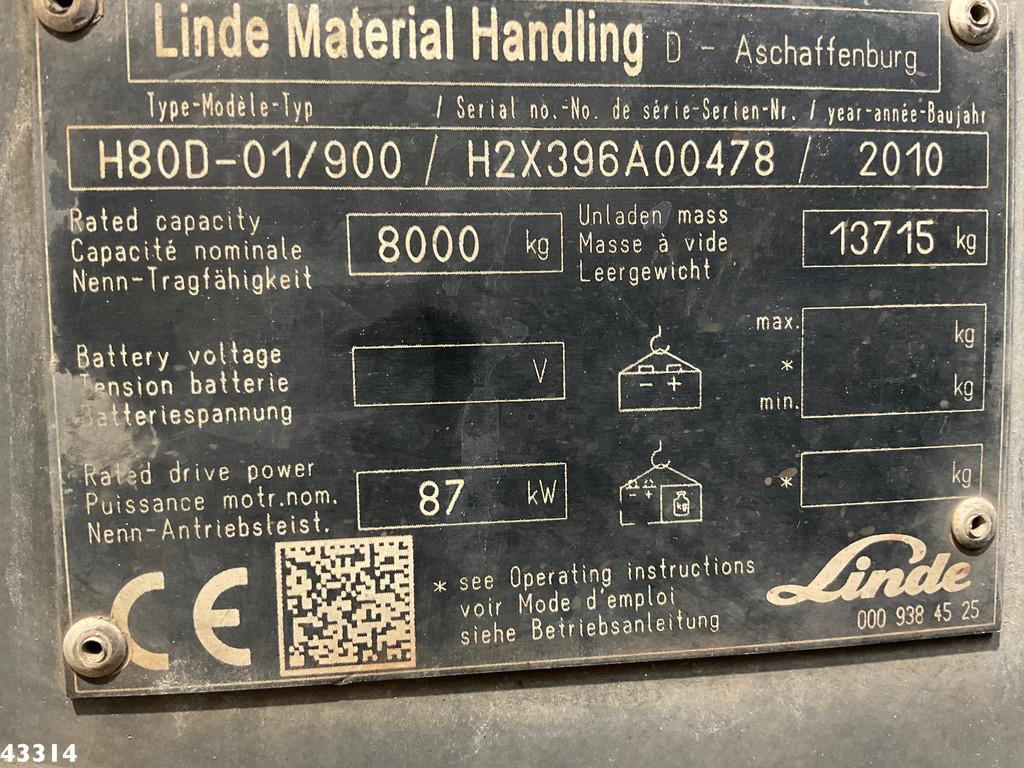 Linde Material Handling D - Aschaffenburg
Type-Modèle-Typ / Serial no.-No. de série-Serien-Nr. / year-année-Baujahr
H80D-01/900 / H2X396A00478 / 2010
Rated capacity
Capacité nominale
Nenn-Tragfähigkeit
8000 kg
Unladen mass
Masse à vide
Leergewicht
13715 kg
Battery voltage
Tension batterie
Batteriespannung
V
- +
max. kg
*
min. kg
Rated drive power
Puissance motr.nom.
Nenn-Antriebsleist.
87 kW
- + kg
* kg
CE
* see Operating instructions
voir Mode d'emploi
siehe Betriebsanleitung
Linde
000 938 45 25
43314